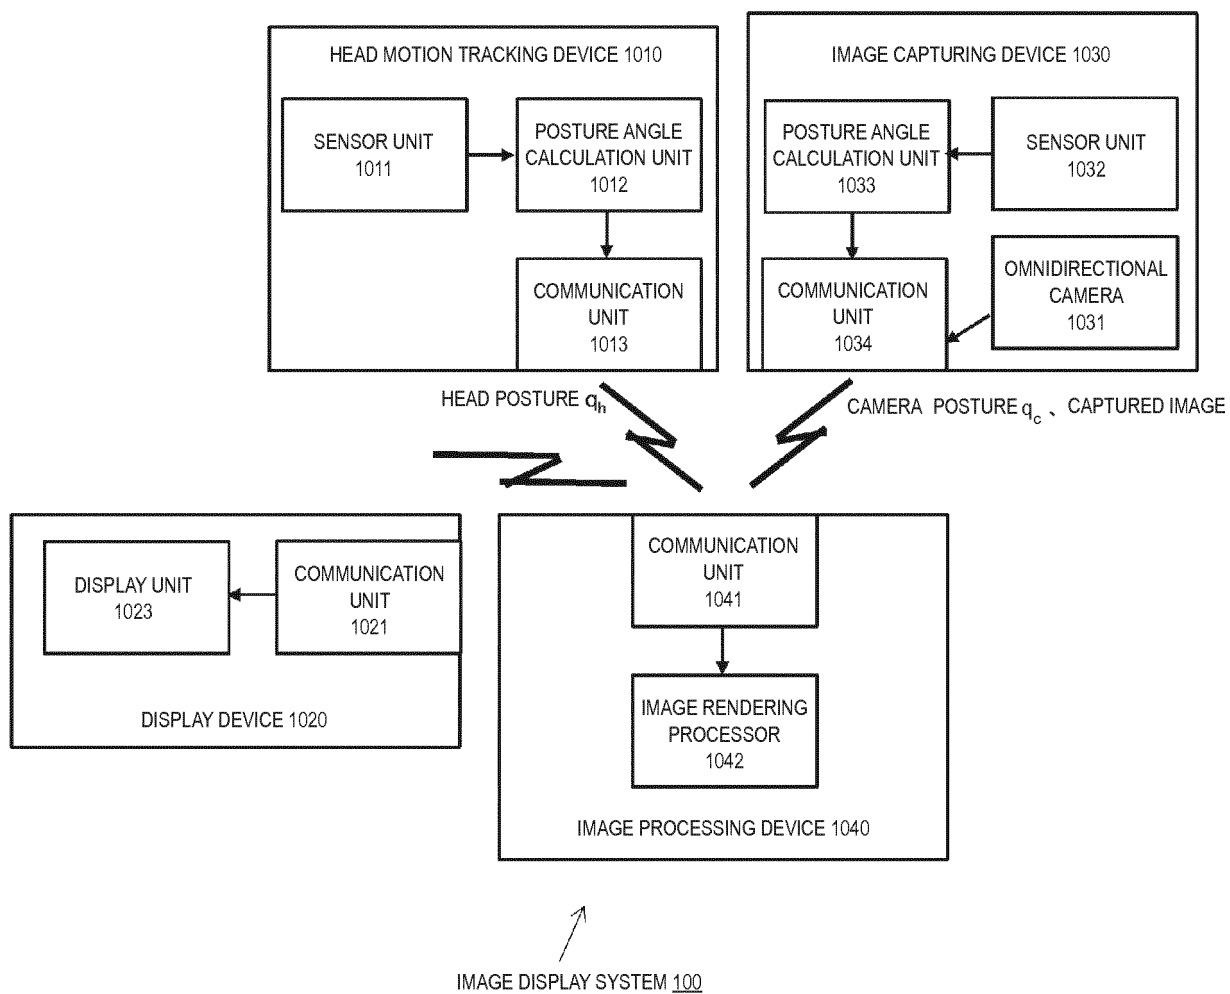 HEAD MOTION TRACKING DEVICE 1010
SENSOR UNIT
1011
POSTURE ANGLE
CALCULATION UNIT
1012
COMMUNICATION
UNIT
1013
IMAGE CAPTURING DEVICE 1030
POSTURE ANGLE
CALCULATION UNIT
1033
SENSOR UNIT
1032
COMMUNICATION
UNIT
1034
OMNIDIRECTIONAL
CAMERA
1031
HEAD POSTURE qh
CAMERA POSTURE qc、CAPTURED IMAGE
DISPLAY UNIT
1023
COMMUNICATION
UNIT
1021
DISPLAY DEVICE 1020
COMMUNICATION
UNIT
1041
IMAGE RENDERING
PROCESSOR
1042
IMAGE PROCESSING DEVICE 1040
IMAGE DISPLAY SYSTEM 100